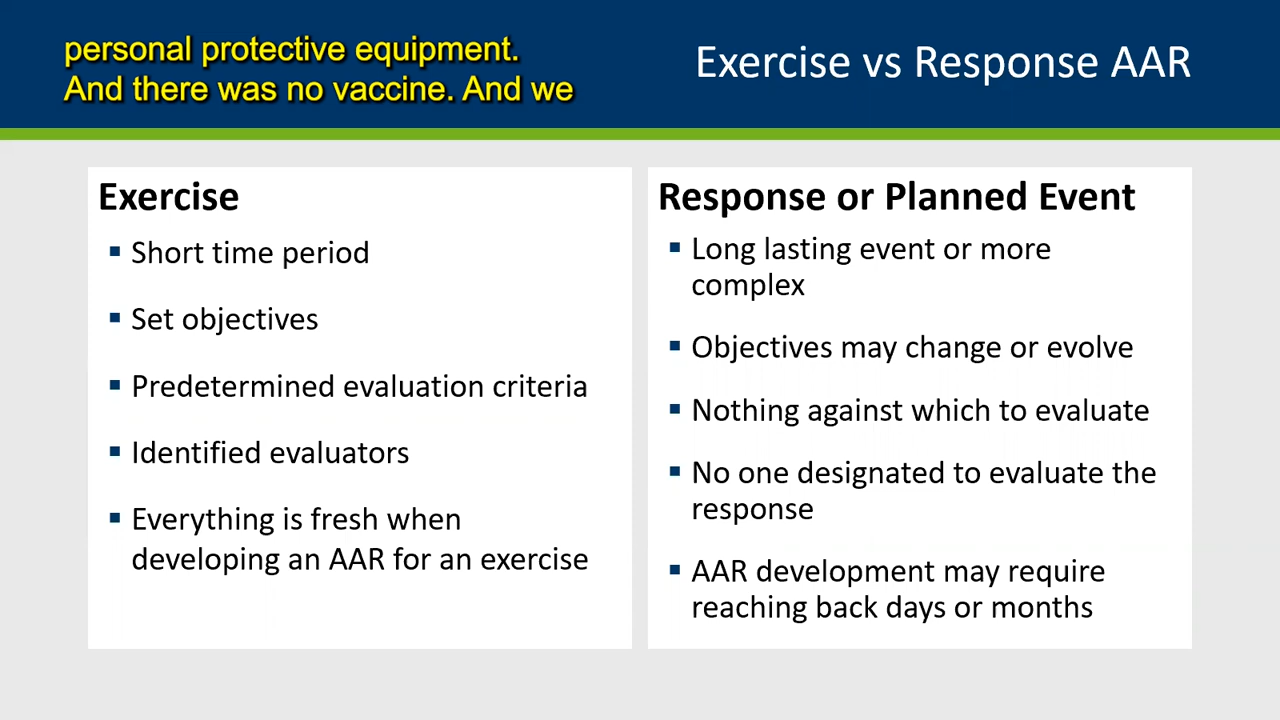 personal protective equipment.
And there was no vaccine. And we
Exercise vs Response AAR
Exercise
▪ Short time period
▪ Set objectives
▪ Predetermined evaluation criteria
▪ Identified evaluators
▪ Everything is fresh when
developing an AAR for an exercise
Response or Planned Event
▪ Long lasting event or more
complex
▪ Objectives may change or evolve
▪ Nothing against which to evaluate
▪ No one designated to evaluate the
response
▪ AAR development may require
reaching back days or months